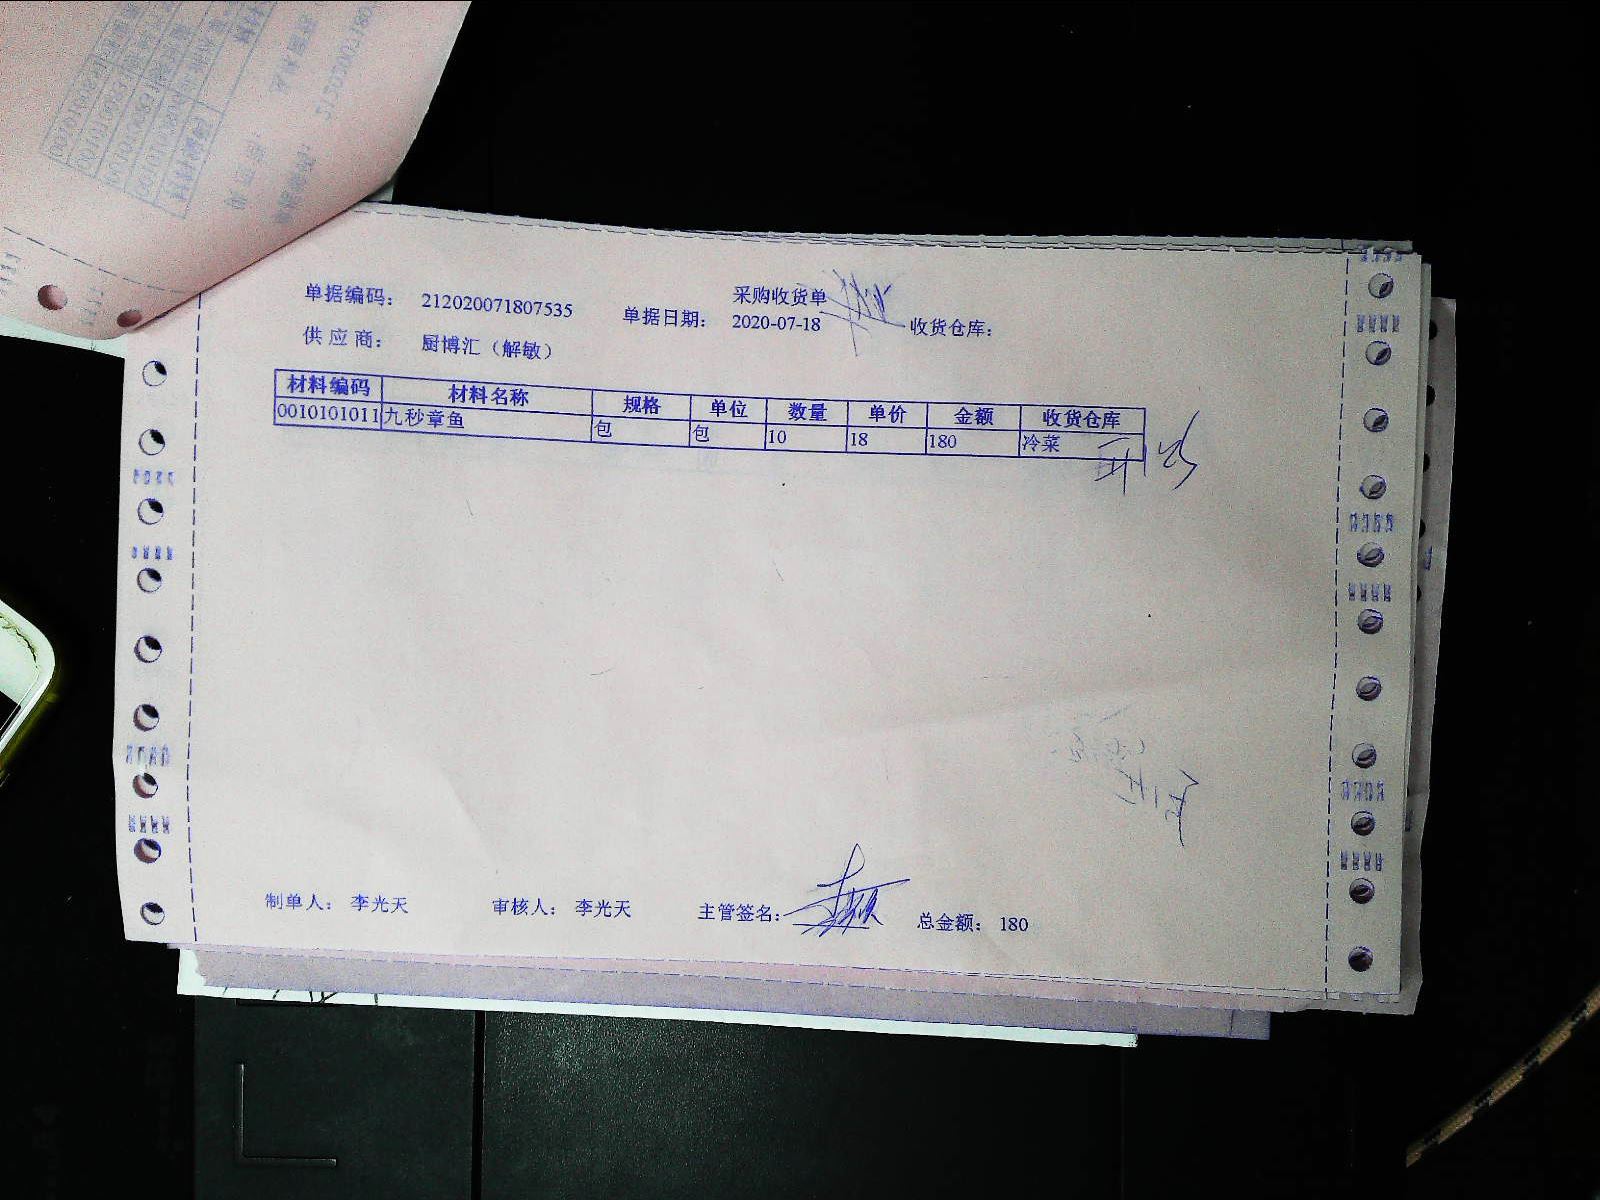 采购收货单
单据编码： 212020071807535 单据日期： 2020-07-18 收货仓库：
供应商： 厨博汇（解敏）
材料编码 材料名称 规格 单位 数量 单价 金额 收货仓库
0010101011 九秒章鱼 包 包 10 18 180 冷菜
制单人： 李光天 审核人： 李光天 主管签名： 总金额： 180